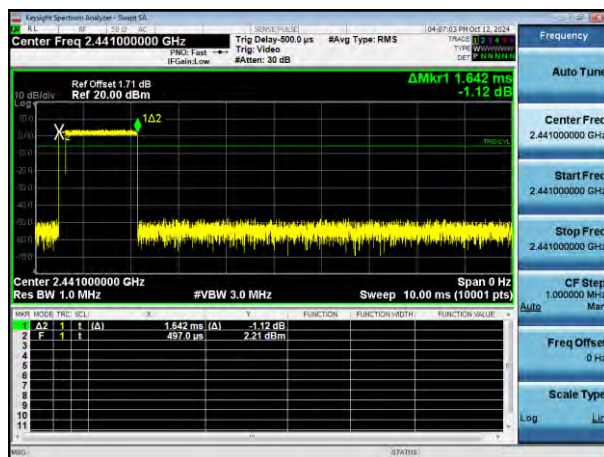 Keysight Spectrum Analyzer - Swept SA
RL RF 50 Ω AC SENSE:PULSE 04:07:03 PM Oct 12, 2024
Center Freq 2.441000000 GHz
Trig Delay-500.0 µs #Avg Type: RMS
TRACE 1 2 3 4 5 6
PNO: Fast Trig: Video
TYPE WWWWWW
IFGain:Low #Atten: 30 dB
DET P N N N N N
Frequency
Auto Tune
ΔMkr1 1.642 ms
-1.12 dB
Ref Offset 1.71 dB
10 dB/div Ref 20.00 dBm
Log
1Δ2
TRIG LVL
Center 2.441000000 GHz Span 0 Hz
Res BW 1.0 MHz #VBW 3.0 MHz Sweep 10.00 ms (10001 pts)
MKR MODE TRC SCL X Y FUNCTION FUNCTION WIDTH FUNCTION VALUE
1 Δ2 1 t (Δ) 1.642 ms (Δ) -1.12 dB
2 F 1 t 497.0 µs 2.21 dBm
3
4
5
6
7
8
9
10
11
Center Freq
2.441000000 GHz
Start Freq
2.441000000 GHz
Stop Freq
2.441000000 GHz
CF Step
1.000000 MHz
Auto Man
Freq Offset
0 Hz
Scale Type
Log Lin
MSG STATUS